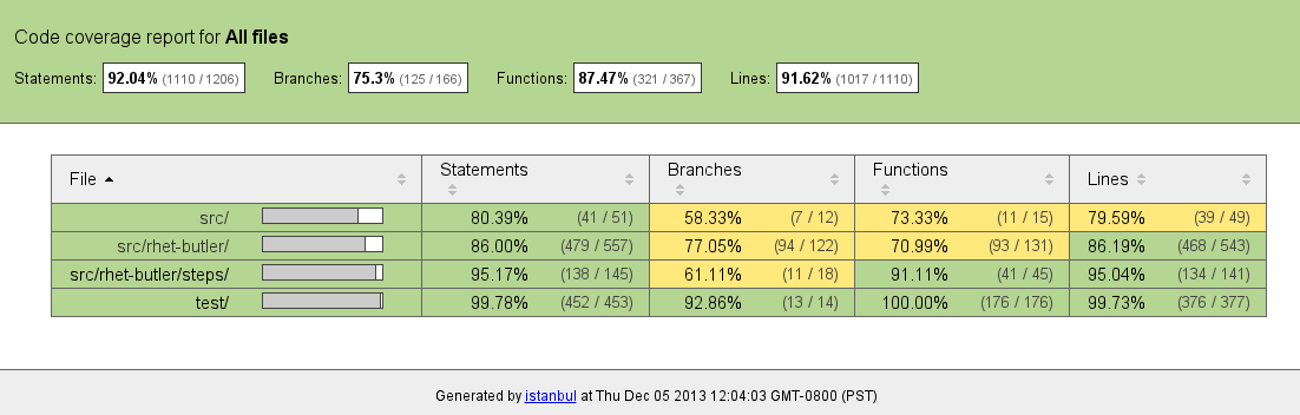 Code coverage report for All files
Statements: 92.04% (1110 / 1206) Branches: 75.3% (125 / 166) Functions: 87.47% (321 / 367) Lines: 91.62% (1017 / 1110)
File Statements Branches Functions Lines
src/ 80.39% (41 / 51) 58.33% (7 / 12) 73.33% (11 / 15) 79.59% (39 / 49)
src/rhet-butler/ 86.00% (479 / 557) 77.05% (94 / 122) 70.99% (93 / 131) 86.19% (468 / 543)
src/rhet-butler/steps/ 95.17% (138 / 145) 61.11% (11 / 18) 91.11% (41 / 45) 95.04% (134 / 141)
test/ 99.78% (452 / 453) 92.86% (13 / 14) 100.00% (176 / 176) 99.73% (376 / 377)
Generated by istanbul at Thu Dec 05 2013 12:04:03 GMT-0800 (PST)